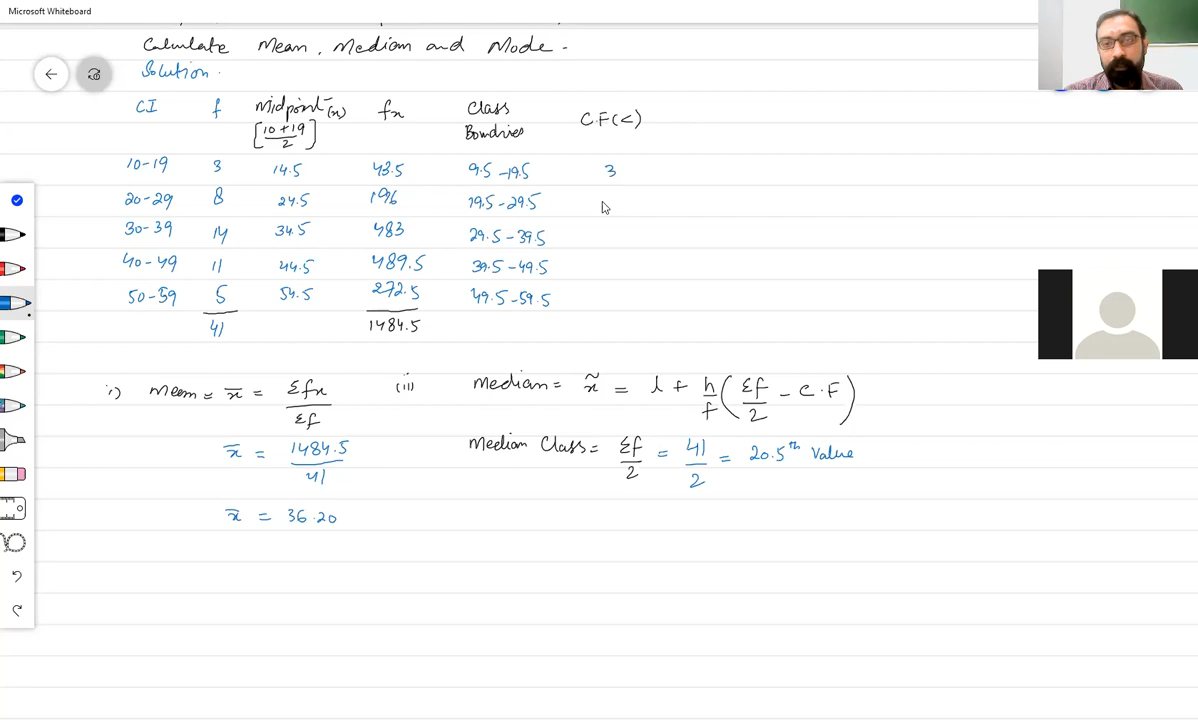 Microsoft Whiteboard
Calculate Mean, Median and Mode.
Solution.
CI f Midpoint (x) fx Class Boundries C.F(<)
[10+19/2]
10-19 3 14.5 43.5 9.5-19.5 3
20-29 8 24.5 196 19.5-29.5
30-39 14 34.5 483 29.5-39.5
40-49 11 44.5 489.5 39.5-49.5
50-59 5 54.5 272.5 49.5-59.5
41 1484.5
i) Mean = x̄ = Σfx/Σf
x̄ = 1484.5/41
x̄ = 36.20
(ii) Median = x̃ = l + h/f (Σf/2 - C.F)
Median Class = Σf/2 = 41/2 = 20.5th Value